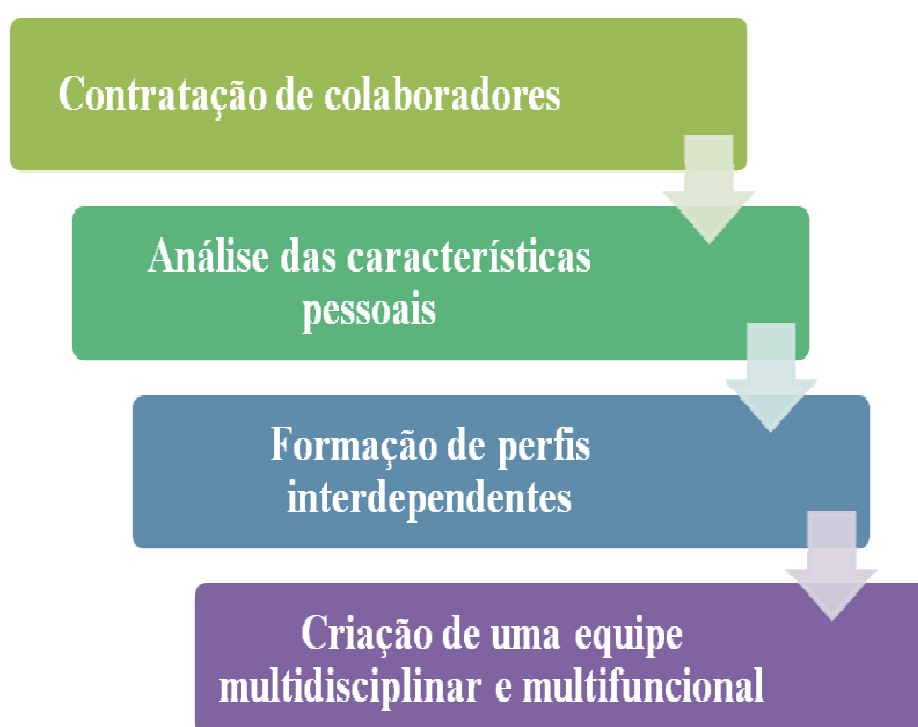 Contratação de colaboradores
Análise das características
pessoais
Formação de perfis
interdependentes
Criação de uma equipe
multidisciplinar e multifuncional